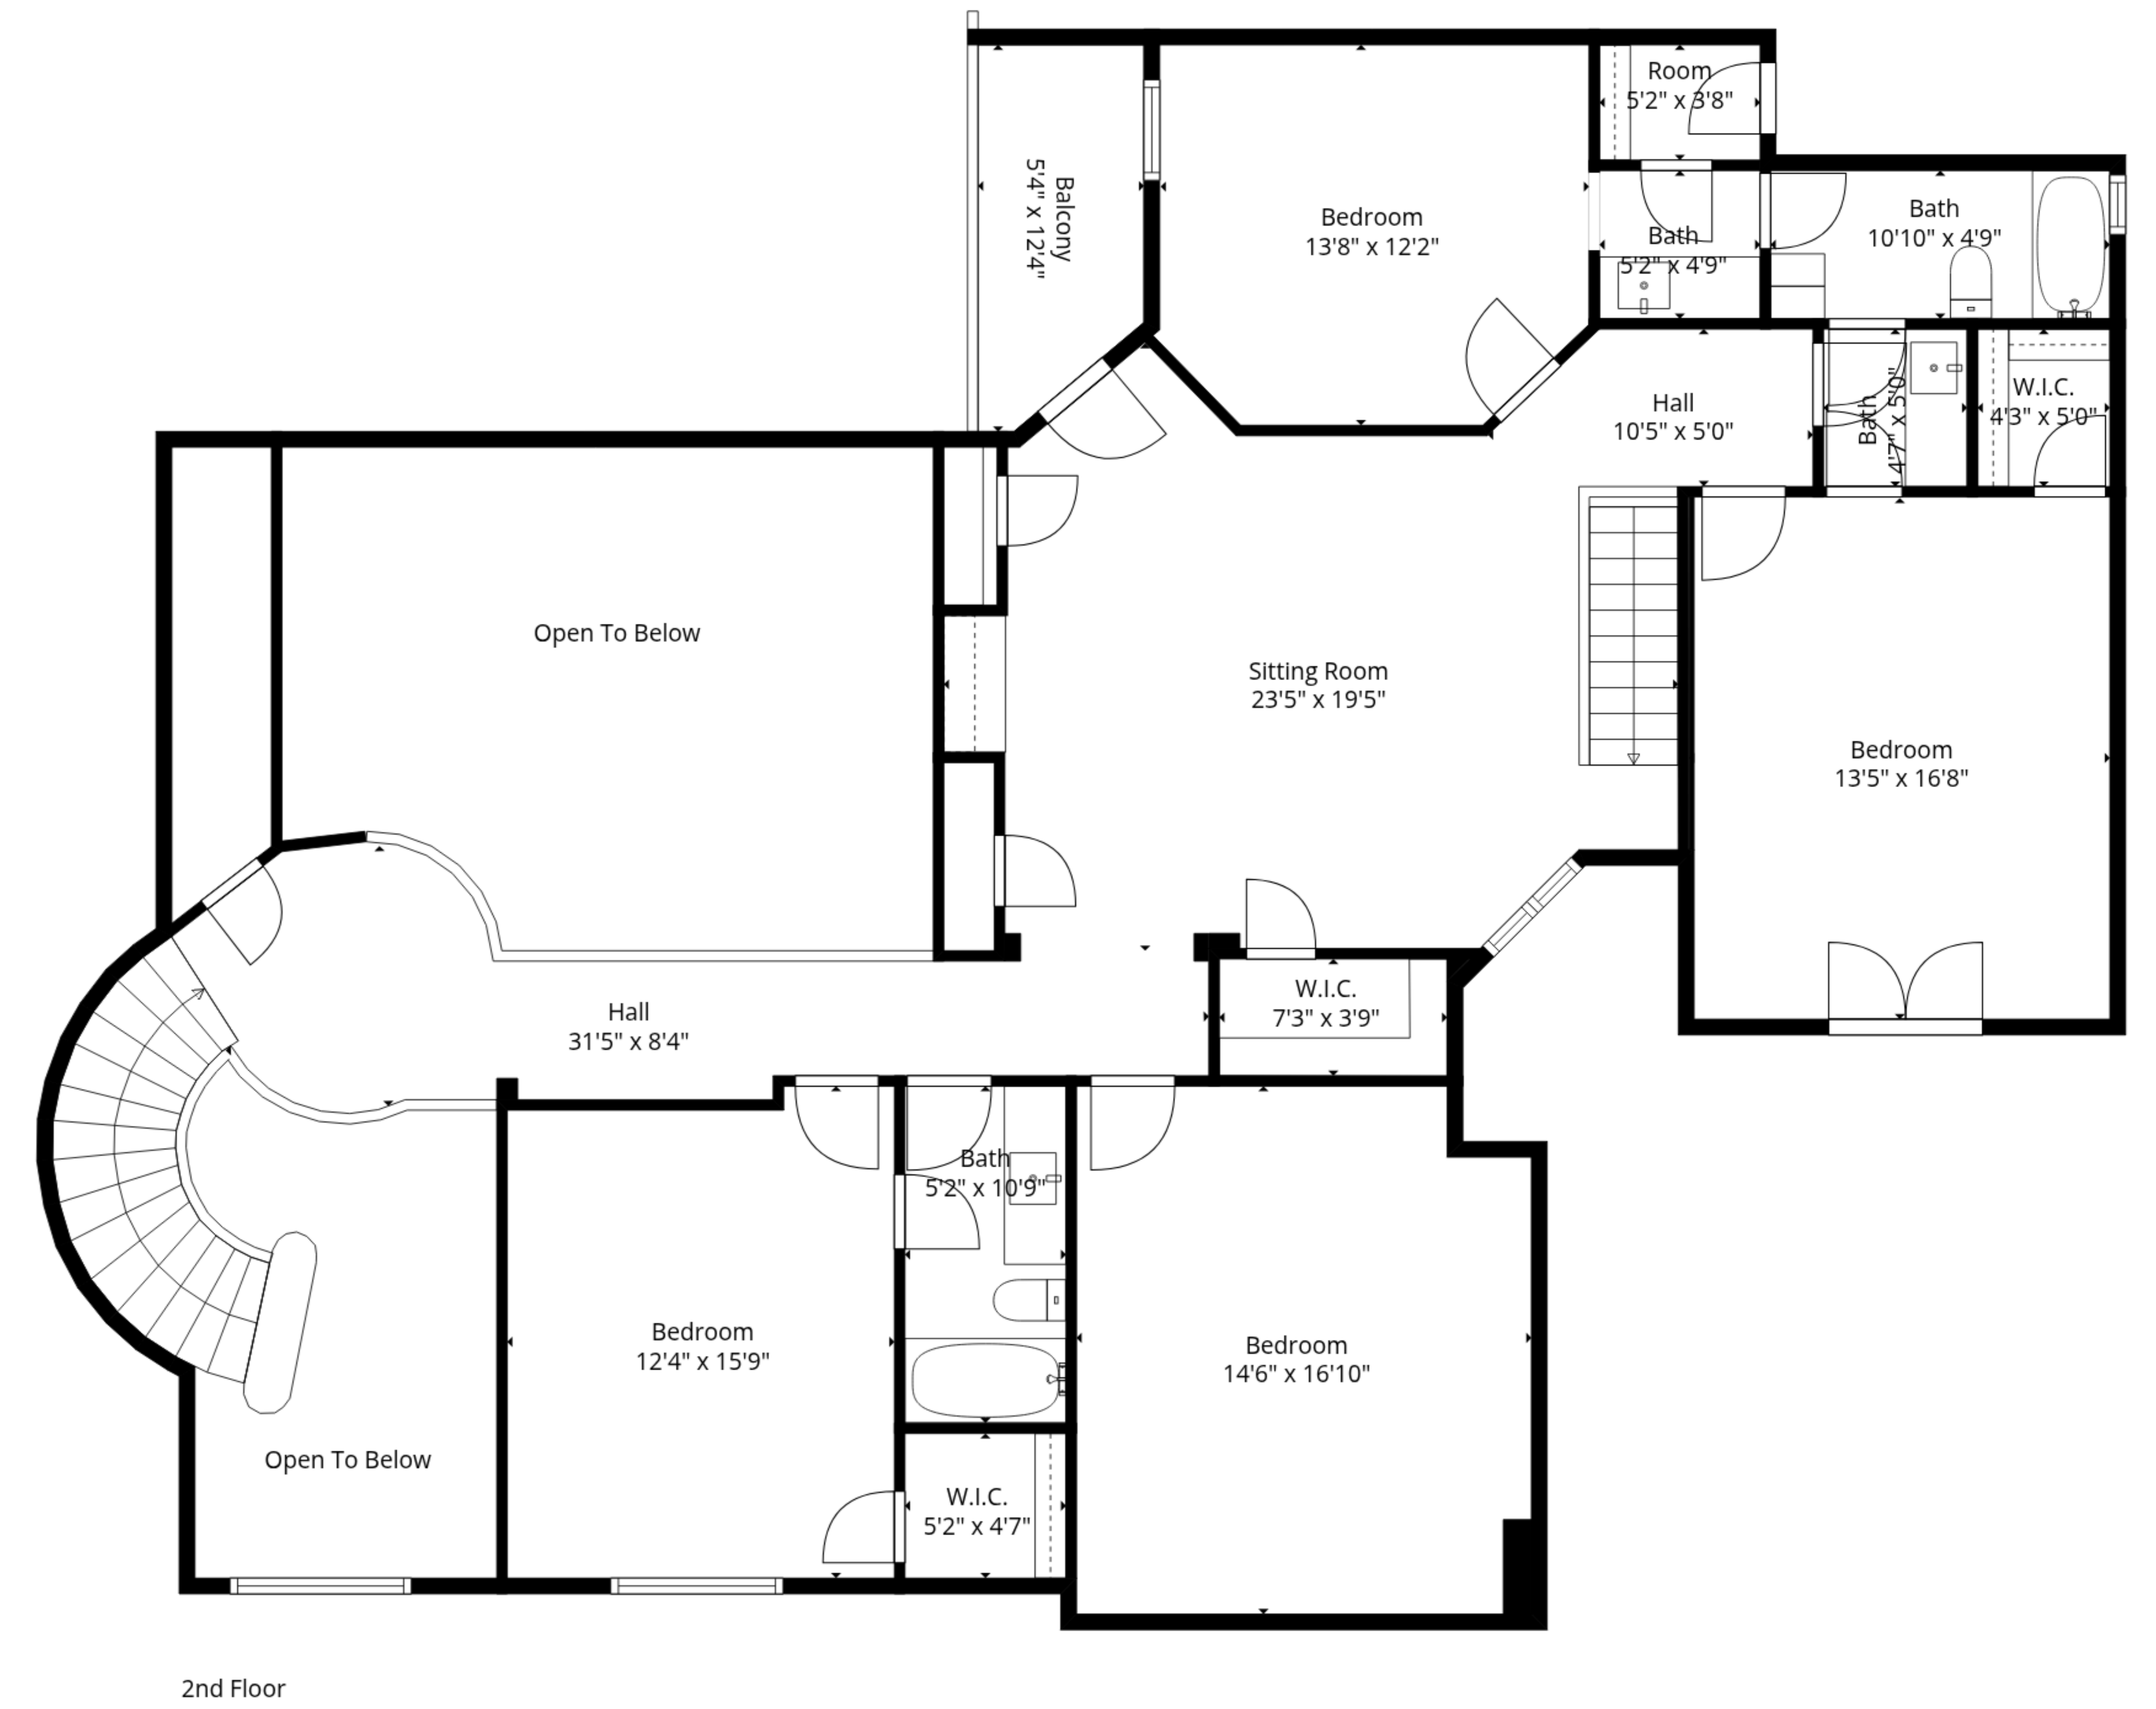 Room
5'2" x 3'8"
Balcony
5'4" x 12'4"
Bedroom
13'8" x 12'2"
Bath
5'2" x 4'9"
Bath
10'10" x 4'9"
Hall
10'5" x 5'0"
Bath
4'7" x 5'0"
W.I.C.
4'3" x 5'0"
Open To Below
Sitting Room
23'5" x 19'5"
Bedroom
13'5" x 16'8"
Hall
31'5" x 8'4"
W.I.C.
7'3" x 3'9"
Bath
5'2" x 10'9"
Bedroom
12'4" x 15'9"
Bedroom
14'6" x 16'10"
Open To Below
W.I.C.
5'2" x 4'7"
2nd Floor